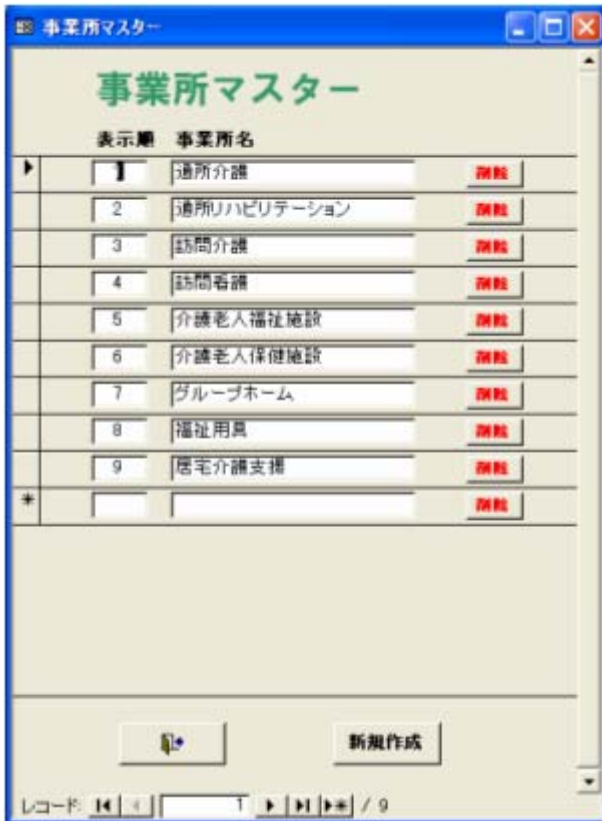 事業所マスター
事業所マスター
表示順 事業所名
1 通所介護 削除
2 通所リハビリテーション 削除
3 訪問介護 削除
4 訪問看護 削除
5 介護老人福祉施設 削除
6 介護老人保健施設 削除
7 グループホーム 削除
8 福祉用具 削除
9 居宅介護支援 削除
* 削除
新規作成
レコード: 1 / 9